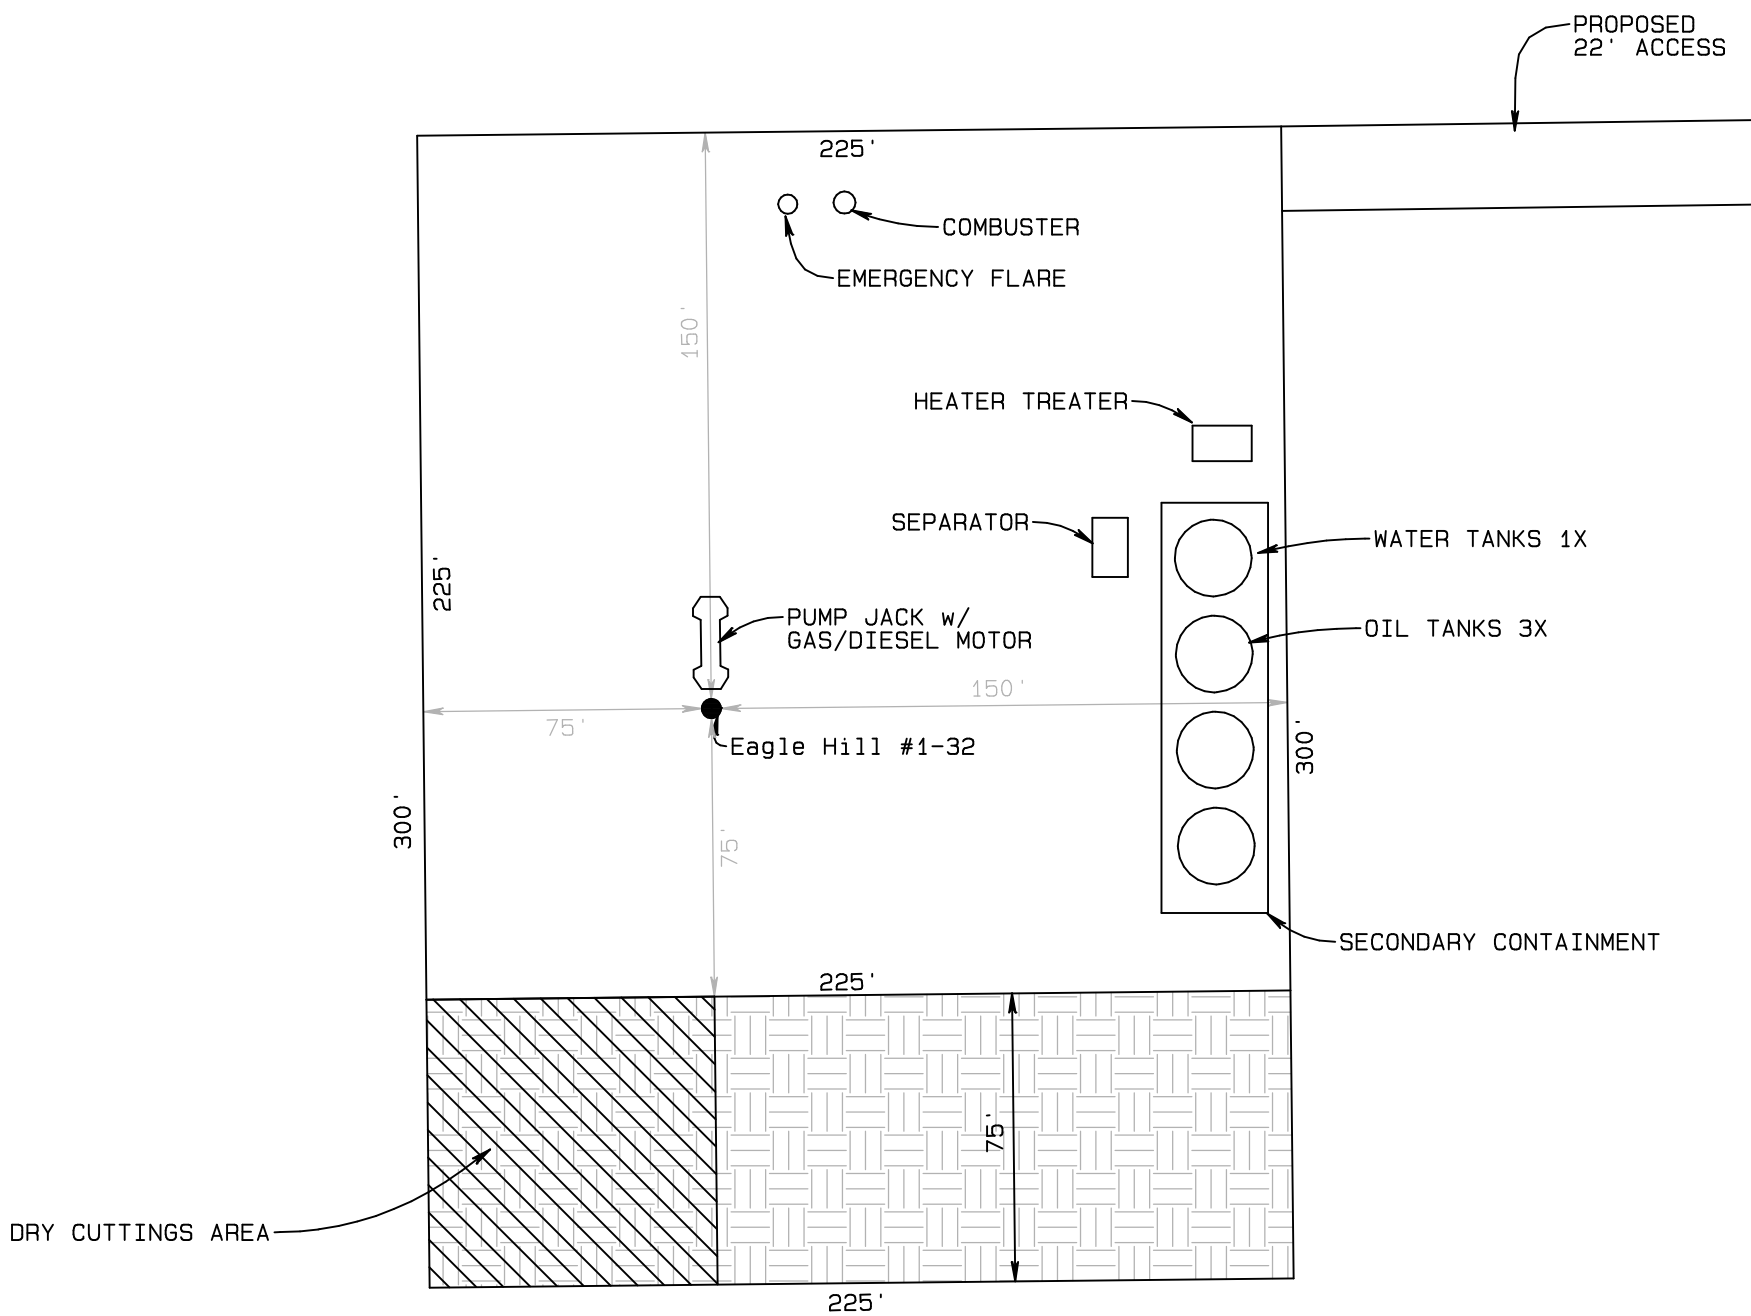 PROPOSED
22' ACCESS
225'
COMBUSTER
EMERGENCY FLARE
150'
HEATER TREATER
SEPARATOR
WATER TANKS 1X
225'
PUMP JACK w/
GAS/DIESEL MOTOR
OIL TANKS 3X
150'
75'
Eagle Hill #1-32
300'
300'
75'
SECONDARY CONTAINMENT
225'
75'
DRY CUTTINGS AREA
225'